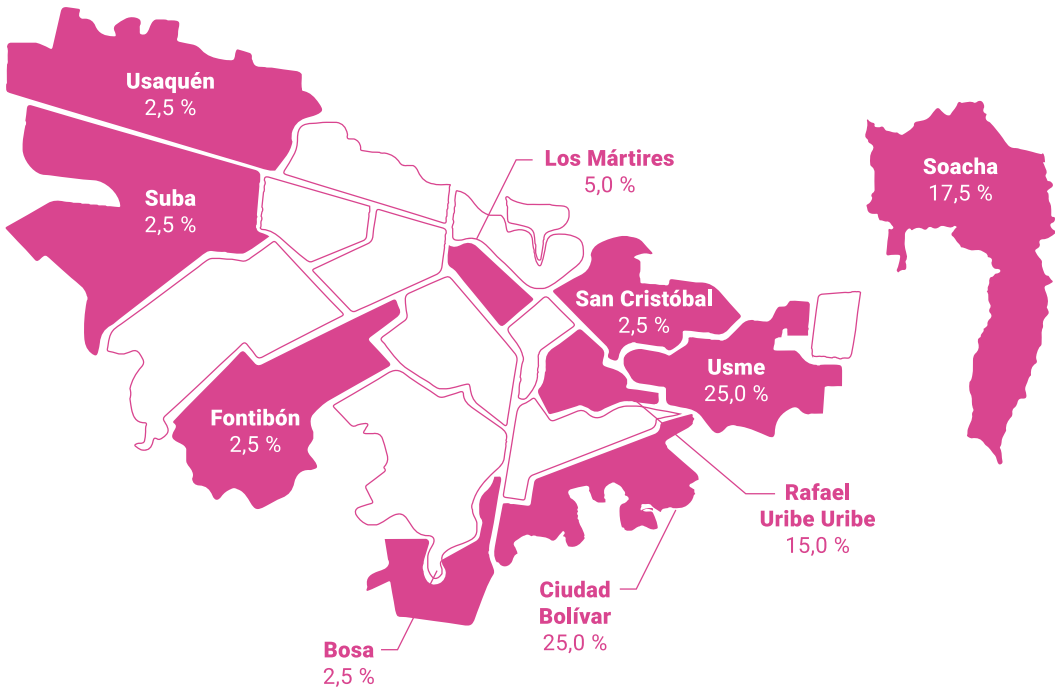 Usaquén
2,5 %
Suba
2,5 %
Los Mártires
5,0 %
Soacha
17,5 %
San Cristóbal
2,5 %
Usme
25,0 %
Fontibón
2,5 %
Rafael
Uribe Uribe
15,0 %
Ciudad
Bolívar
25,0 %
Bosa
2,5 %